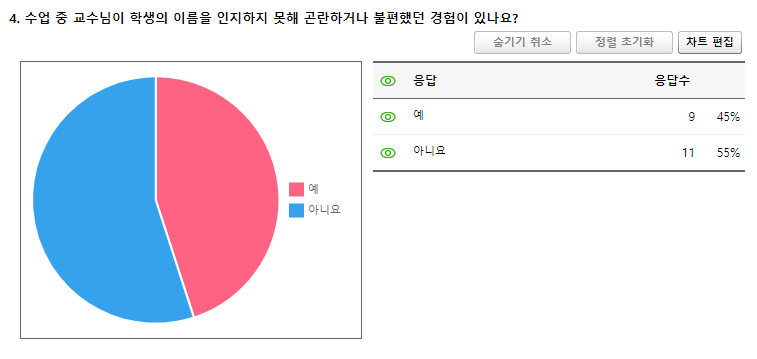 4. 수업 중 교수님이 학생의 이름을 인지하지 못해 곤란하거나 불편했던 경험이 있나요?
숨기기 취소 정렬 초기화 차트 편집
응답 응답수
예 9 45%
아니요 11 55%
예
아니요